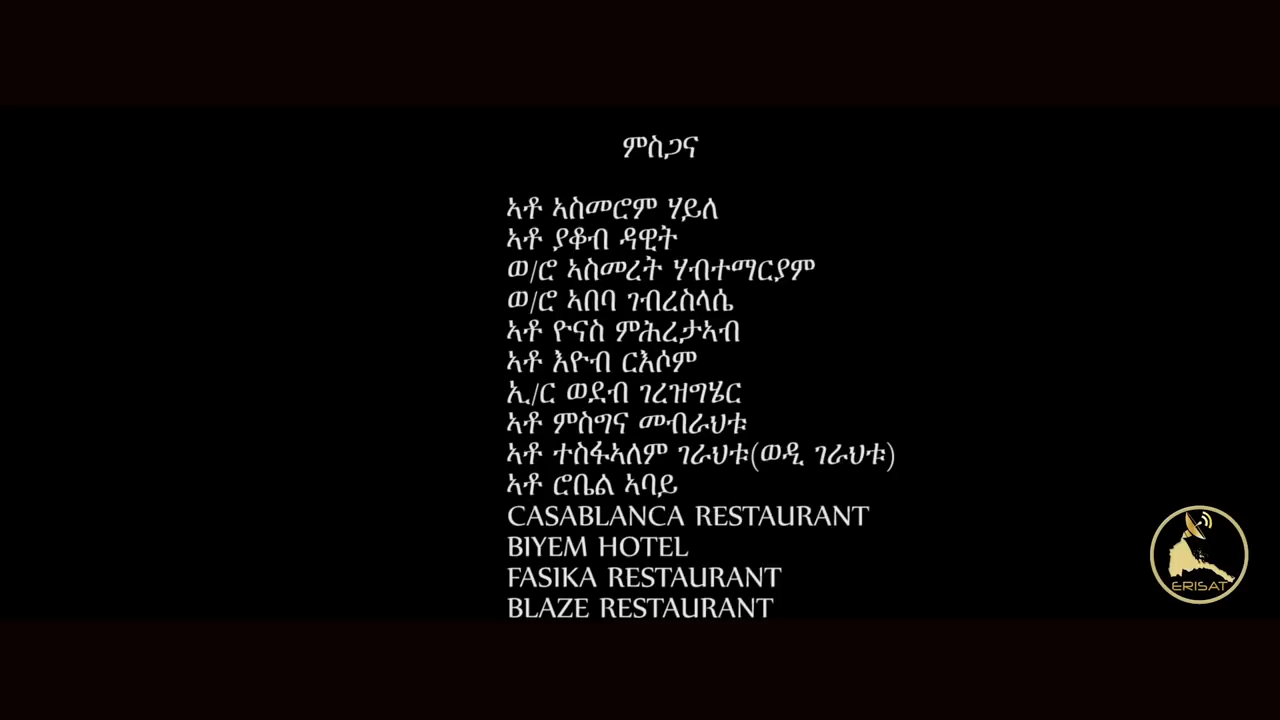 ምስጋና
ኣቶ ኣስመሮም ሃይለ
ኣቶ ያቆብ ዳዊት
ወ/ሮ ኣስመረት ሃብተማርያም
ወ/ሮ ኣበባ ገብረስላሴ
ኣቶ ዮናስ ምሕረታኣብ
ኣቶ እዮብ ርእሶም
ኢ/ር ወደብ ገረዝግሄር
ኣቶ ምስግና መብራህቱ
ኣቶ ተስፋኣለም ገራህቱ(ወዲ ገራህቱ)
ኣቶ ሮቤል ኣባይ
CASABLANCA RESTAURANT
BIYEM HOTEL
FASIKA RESTAURANT
BLAZE RESTAURANT
ERISAT